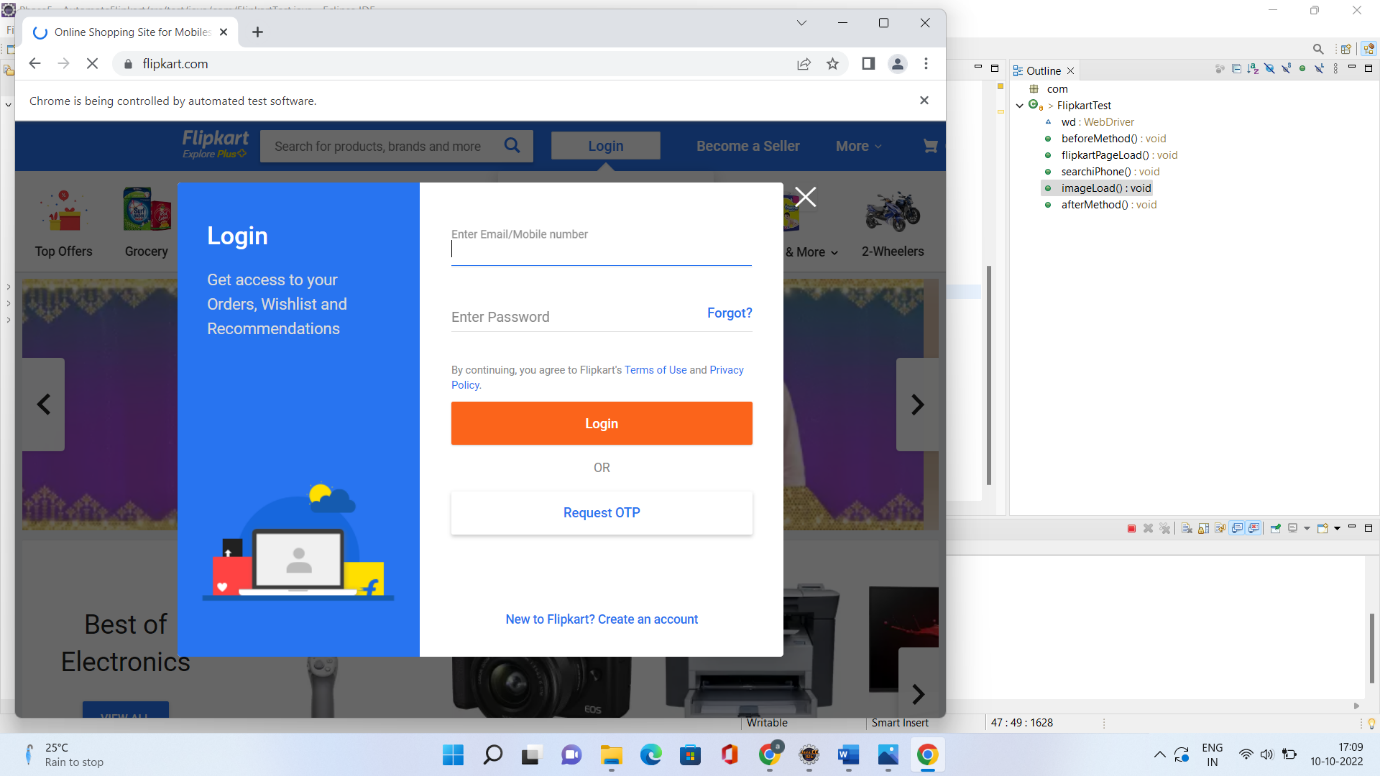 Online Shopping Site for Mobiles
flipkart.com
Chrome is being controlled by automated test software.
Flipkart
Explore Plus
Search for products, brands and more
Login
Become a Seller
More
Top Offers
Grocery
& More
2-Wheelers
Login
Get access to your
Orders, Wishlist and
Recommendations
Enter Email/Mobile number
Enter Password
Forgot?
By continuing, you agree to Flipkart's Terms of Use and Privacy
Policy.
Login
OR
Request OTP
New to Flipkart? Create an account
Best of
Electronics
VIEW ALL
EOS
Outline
com
FlipkartTest
wd : WebDriver
beforeMethod() : void
flipkartPageLoad() : void
searchiPhone() : void
imageLoad() : void
afterMethod() : void
Writable
Smart Insert
47 : 49 : 1628
25°C
Rain to stop
ENG
IN
17:09
10-10-2022